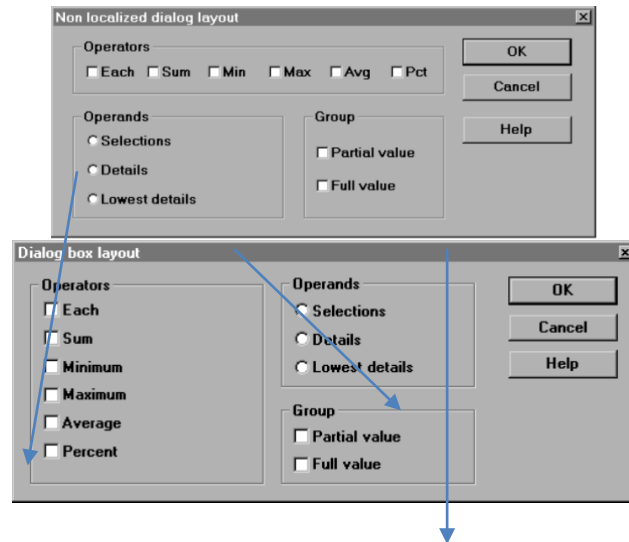 Non localized dialog layout
Operators
Each Sum Min Max Avg Pct
OK
Cancel
Help
Operands
Selections
Details
Lowest details
Group
Partial value
Full value
Dialog box layout
Operators
Each
Sum
Minimum
Maximum
Average
Percent
Operands
Selections
Details
Lowest details
Group
Partial value
Full value
OK
Cancel
Help